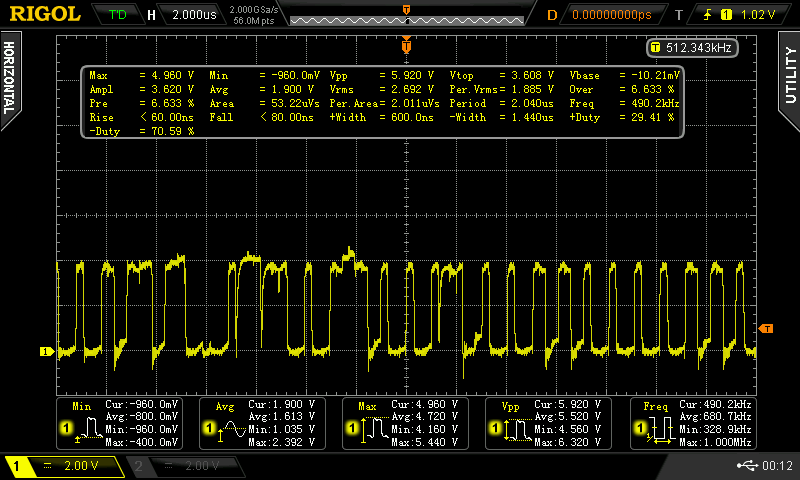 RIGOL T'D H 2.000us 2.000GSa/s 56.0M pts D 0.00000000ps T 1 1.02 V
HORIZONTAL
UTILITY
T 512.343kHz
T
Max = 4.960 V Min = -960.0mV Vpp = 5.920 V Vtop = 3.608 V Vbase = -10.21mV
Ampl = 3.620 V Avg = 1.900 V Vrms = 2.692 V Per.Vrms= 1.885 V Over = 6.633 %
Pre = 6.633 % Area = 53.22uVs Per.Area= 2.011uVs Period = 2.040us Freq = 490.2kHz
Rise < 60.00ns Fall < 80.00ns +Width = 600.0ns -Width = 1.440us +Duty = 29.41 %
-Duty = 70.59 %
T
1
Min Cur:-960.0mV Avg Cur:1.900 V Max Cur:4.960 V Vpp Cur:5.920 V Freq Cur:490.2kHz
1 Avg:-800.0mV 1 Avg:1.613 V 1 Avg:4.720 V 1 Avg:5.520 V 1 Avg:680.7kHz
Min:-960.0mV Min:1.035 V Min:4.160 V Min:4.560 V Min:328.9kHz
Max:-400.0mV Max:2.392 V Max:5.440 V Max:6.320 V Max:1.000MHz
1 2.00 V 2 2.00 V 00:12